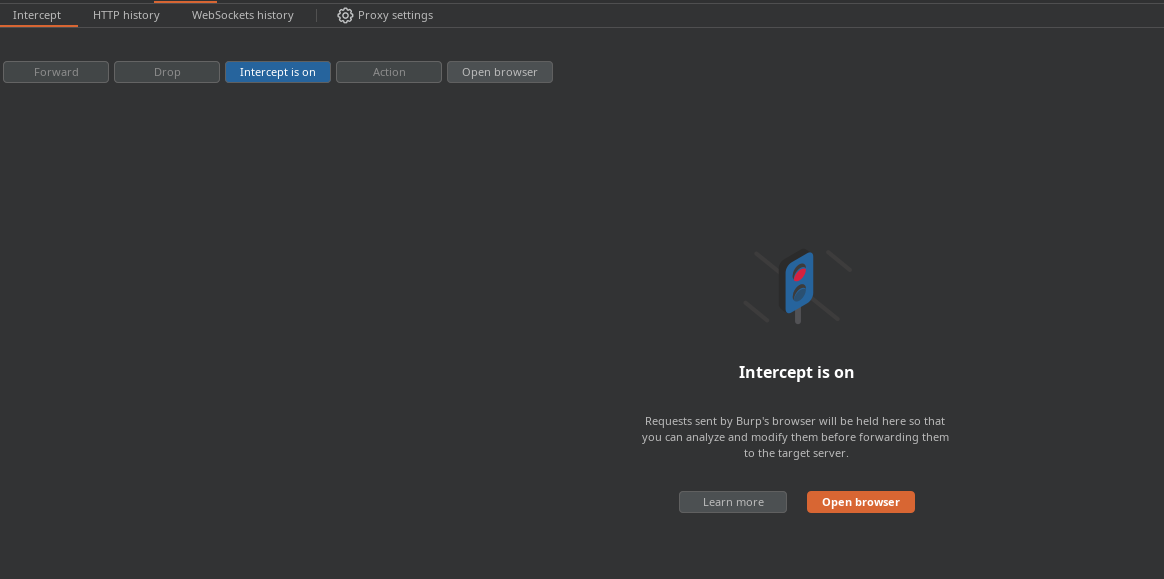 Intercept HTTP history WebSockets history Proxy settings
Forward Drop Intercept is on Action Open browser
Intercept is on
Requests sent by Burp's browser will be held here so that
you can analyze and modify them before forwarding them
to the target server.
Learn more Open browser